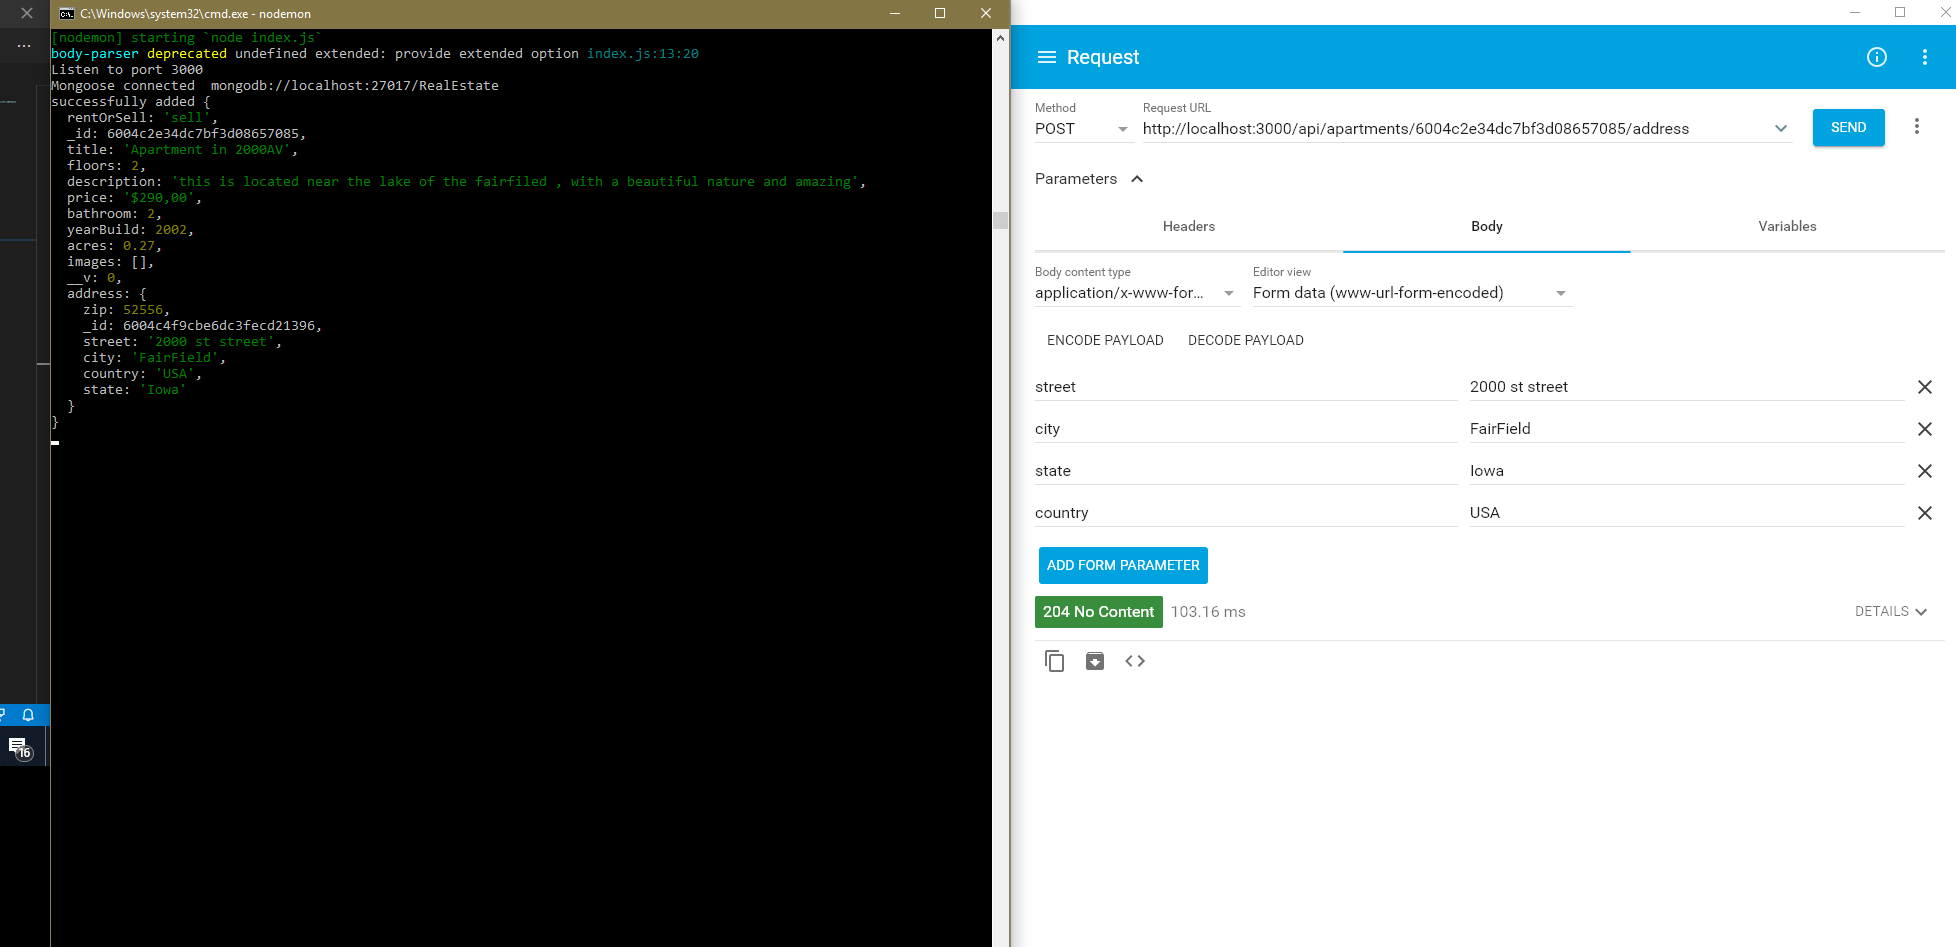 C:\Windows\system32\cmd.exe - nodemon
[nodemon] starting `node index.js`
body-parser deprecated undefined extended: provide extended option index.js:13:20
Listen to port 3000
Mongoose connected  mongodb://localhost:27017/RealEstate
successfully added {
  rentOrSell: 'sell',
  _id: 6004c2e34dc7bf3d08657085,
  title: 'Apartment in 2000AV',
  floors: 2,
  description: 'this is located near the lake of the fairfiled , with a beautiful nature and amazing',
  price: '$290,00',
  bathroom: 2,
  yearBuild: 2002,
  acres: 0.27,
  images: [],
  __v: 0,
  address: {
    zip: 52556,
    _id: 6004c4f9cbe6dc3fecd21396,
    street: '2000 st street',
    city: 'FairField',
    country: 'USA',
    state: 'Iowa'
  }
}
16
Request
Method
Request URL
POST
http://localhost:3000/api/apartments/6004c2e34dc7bf3d08657085/address
SEND
Parameters
Headers
Body
Variables
Body content type
Editor view
application/x-www-for...
Form data (www-url-form-encoded)
ENCODE PAYLOAD
DECODE PAYLOAD
street
2000 st street
city
FairField
state
Iowa
country
USA
ADD FORM PARAMETER
204 No Content
103.16 ms
DETAILS